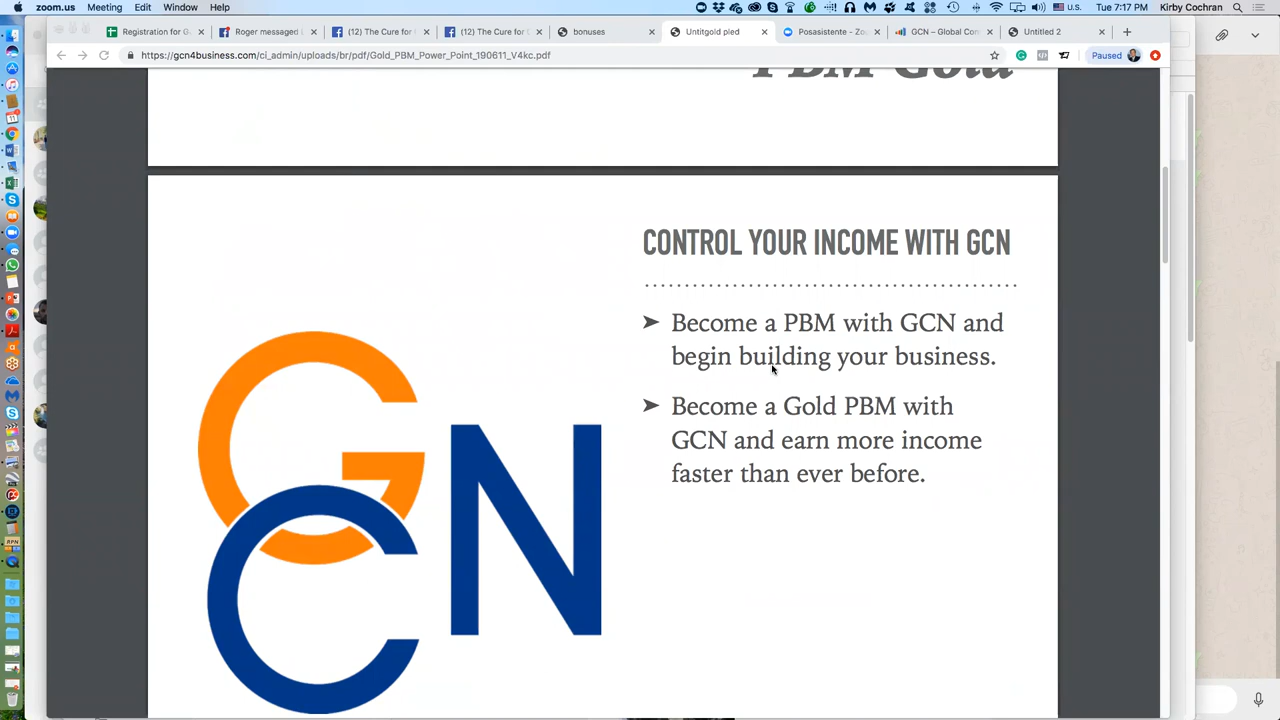 zoom.us Meeting Edit Window Help U.S. Tue 7:17 PM Kirby Cochran
Registration for G Roger messaged (12) The Cure for (12) The Cure for bonuses Untitgold pled Posasistente – Zo GCN – Global Con Untitled 2
https://gcn4business.com/ci_admin/uploads/br/pdf/Gold_PBM_Power_Point_190611_V4kc.pdf Paused
PBM Gold
CONTROL YOUR INCOME WITH GCN
➤ Become a PBM with GCN and
begin building your business.
➤ Become a Gold PBM with
GCN and earn more income
faster than ever before.
GCN